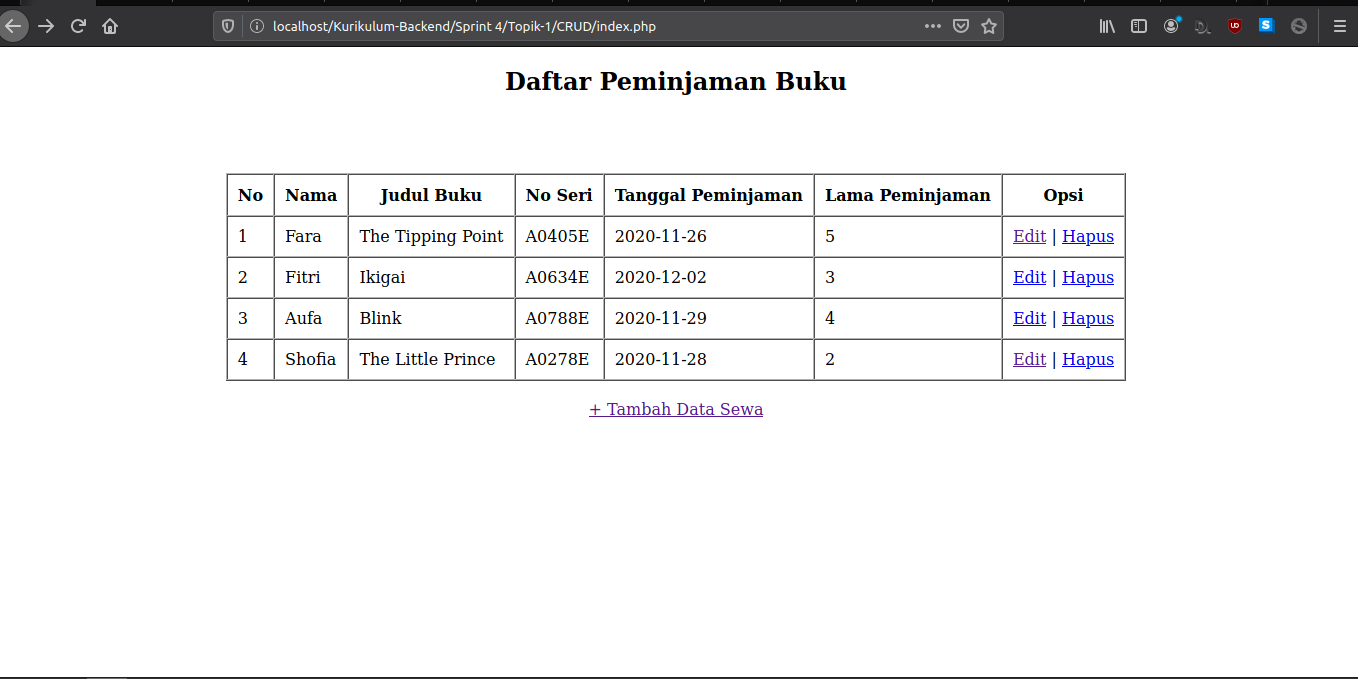 localhost/Kurikulum-Backend/Sprint 4/Topik-1/CRUD/index.php
Daftar Peminjaman Buku
No Nama Judul Buku No Seri Tanggal Peminjaman Lama Peminjaman Opsi
1 Fara The Tipping Point A0405E 2020-11-26 5 Edit | Hapus
2 Fitri Ikigai A0634E 2020-12-02 3 Edit | Hapus
3 Aufa Blink A0788E 2020-11-29 4 Edit | Hapus
4 Shofia The Little Prince A0278E 2020-11-28 2 Edit | Hapus
+ Tambah Data Sewa